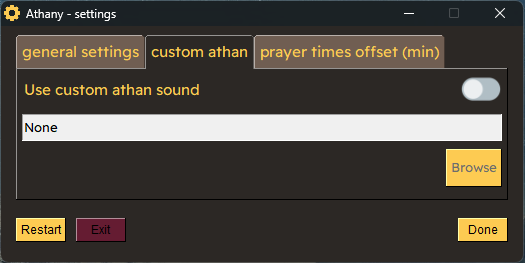 Athany - settings
general settings custom athan prayer times offset (min)
Use custom athan sound
None
Browse
Restart Exit Done